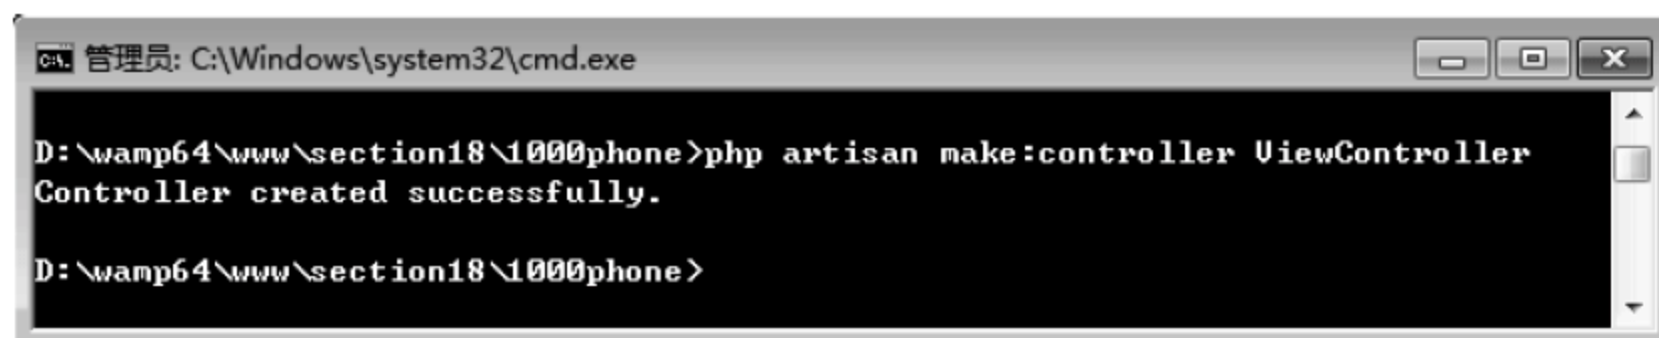 管理员: C:\Windows\system32\cmd.exe
D:\wamp64\www\section18\1000phone>php artisan make:controller ViewController
Controller created successfully.
D:\wamp64\www\section18\1000phone>